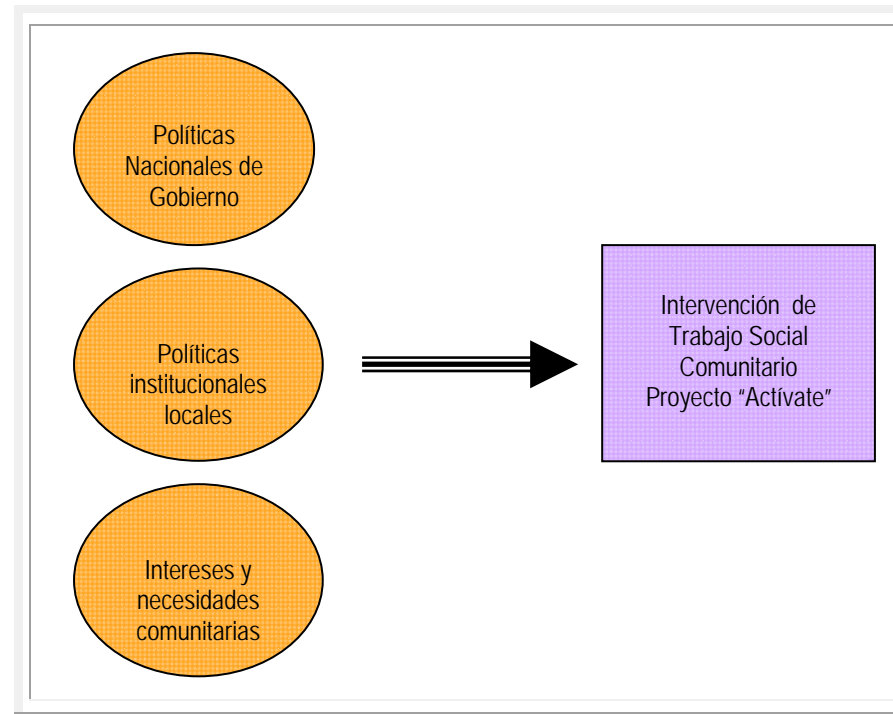 Políticas
Nacionales de
Gobierno
Políticas
institucionales
locales
Intereses y
necesidades
comunitarias
Intervención  de
Trabajo Social
Comunitario
Proyecto “Actívate”